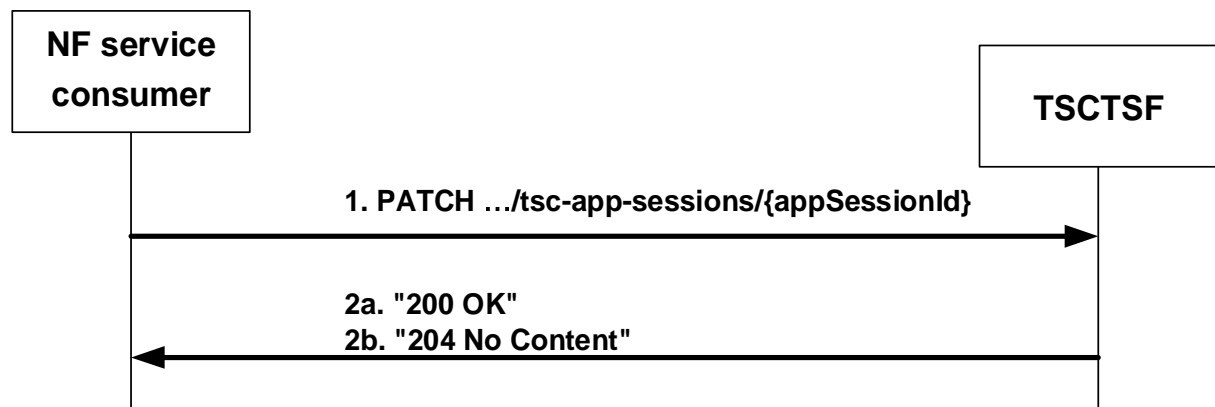 NF service
consumer
TSCTSF
1. PATCH …/tsc-app-sessions/{appSessionId}
2a. "200 OK"
2b. "204 No Content"